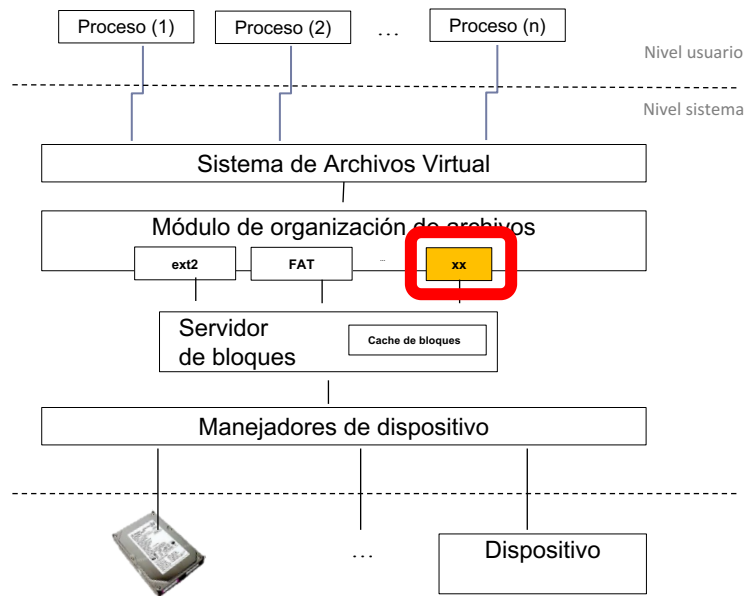 Proceso (1)
Proceso (2)
...
Proceso (n)
Nivel usuario
Nivel sistema
Sistema de Archivos Virtual
Módulo de organización de archivos
ext2
FAT
...
xx
Servidor
de bloques
Cache de bloques
Manejadores de dispositivo
...
Dispositivo